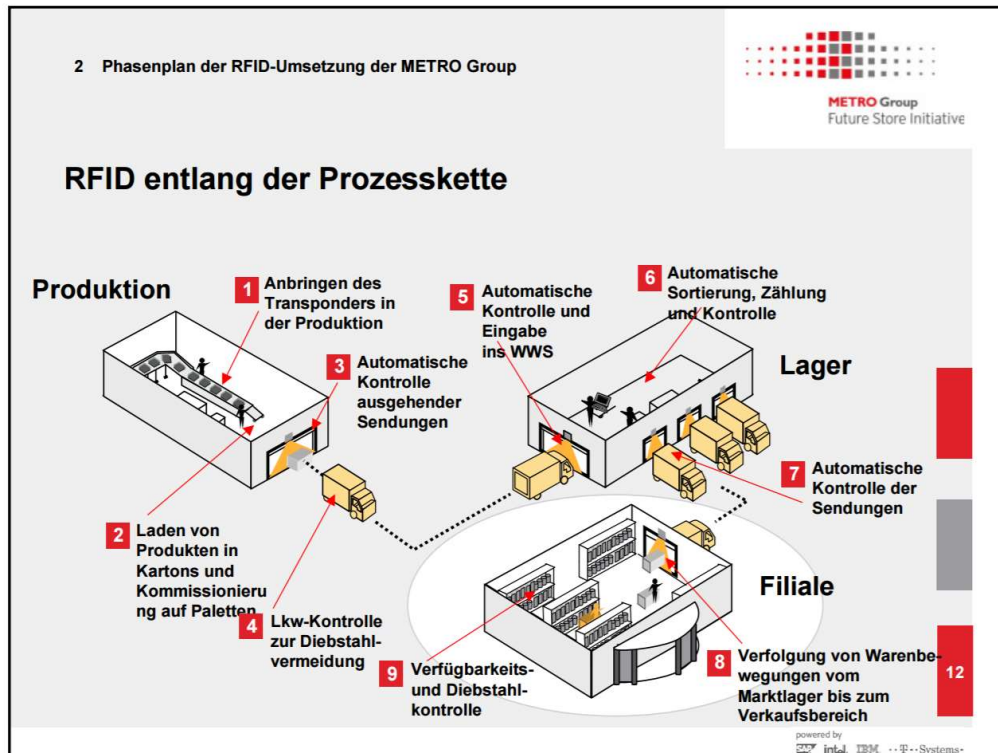 2 Phasenplan der RFID-Umsetzung der METRO Group
METRO Group
Future Store Initiative
RFID entlang der Prozesskette
Produktion
1 Anbringen des
Transponders in
der Produktion
2 Laden von
Produkten in
Kartons und
Kommissionieru
ng auf Paletten
3 Automatische
Kontrolle
ausgehender
Sendungen
4 Lkw-Kontrolle
zur Diebstahl-
vermeidung
5 Automatische
Kontrolle und
Eingabe
ins WWS
6 Automatische
Sortierung, Zählung
und Kontrolle
Lager
7 Automatische
Kontrolle der
Sendungen
Filiale
8 Verfolgung von Warenbe-
wegungen vom
Marktlager bis zum
Verkaufsbereich
9 Verfügbarkeits-
und Diebstahl-
kontrolle
12
powered by
SAP intel. IBM ··T··Systems·